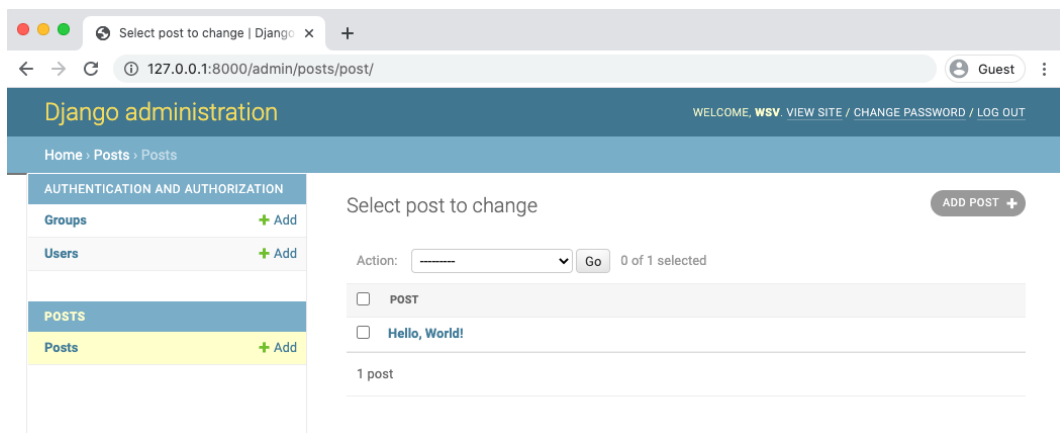 Select post to change | Django
127.0.0.1:8000/admin/posts/post/
Guest
Django administration
WELCOME, WSV. VIEW SITE / CHANGE PASSWORD / LOG OUT
Home › Posts › Posts
AUTHENTICATION AND AUTHORIZATION
Groups + Add
Users + Add
POSTS
Posts + Add
Select post to change
ADD POST +
Action: --------- Go 0 of 1 selected
POST
Hello, World!
1 post